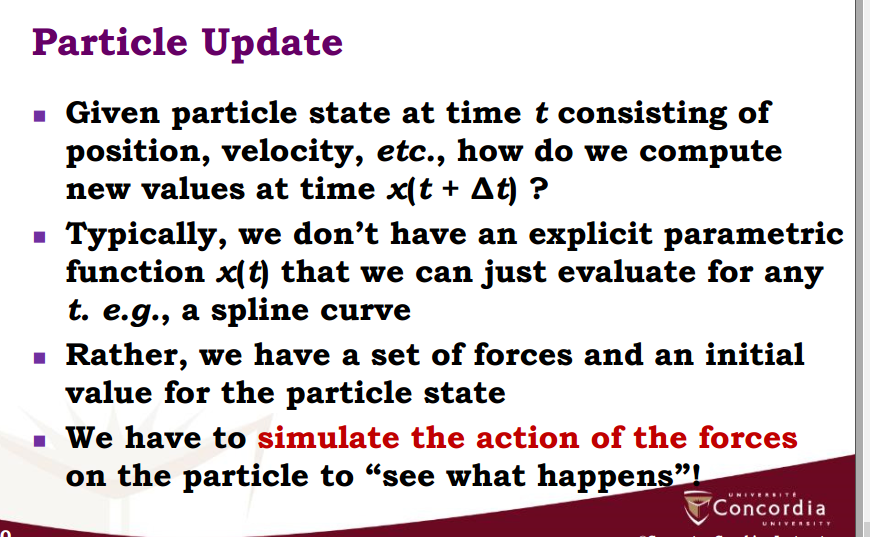 Particle Update
▪ Given particle state at time t consisting of
position, velocity, etc., how do we compute
new values at time x(t + Δt) ?
▪ Typically, we don’t have an explicit parametric
function x(t) that we can just evaluate for any
t. e.g., a spline curve
▪ Rather, we have a set of forces and an initial
value for the particle state
▪ We have to simulate the action of the forces
on the particle to “see what happens”!
UNIVERSITÉ
Concordia
UNIVERSITY